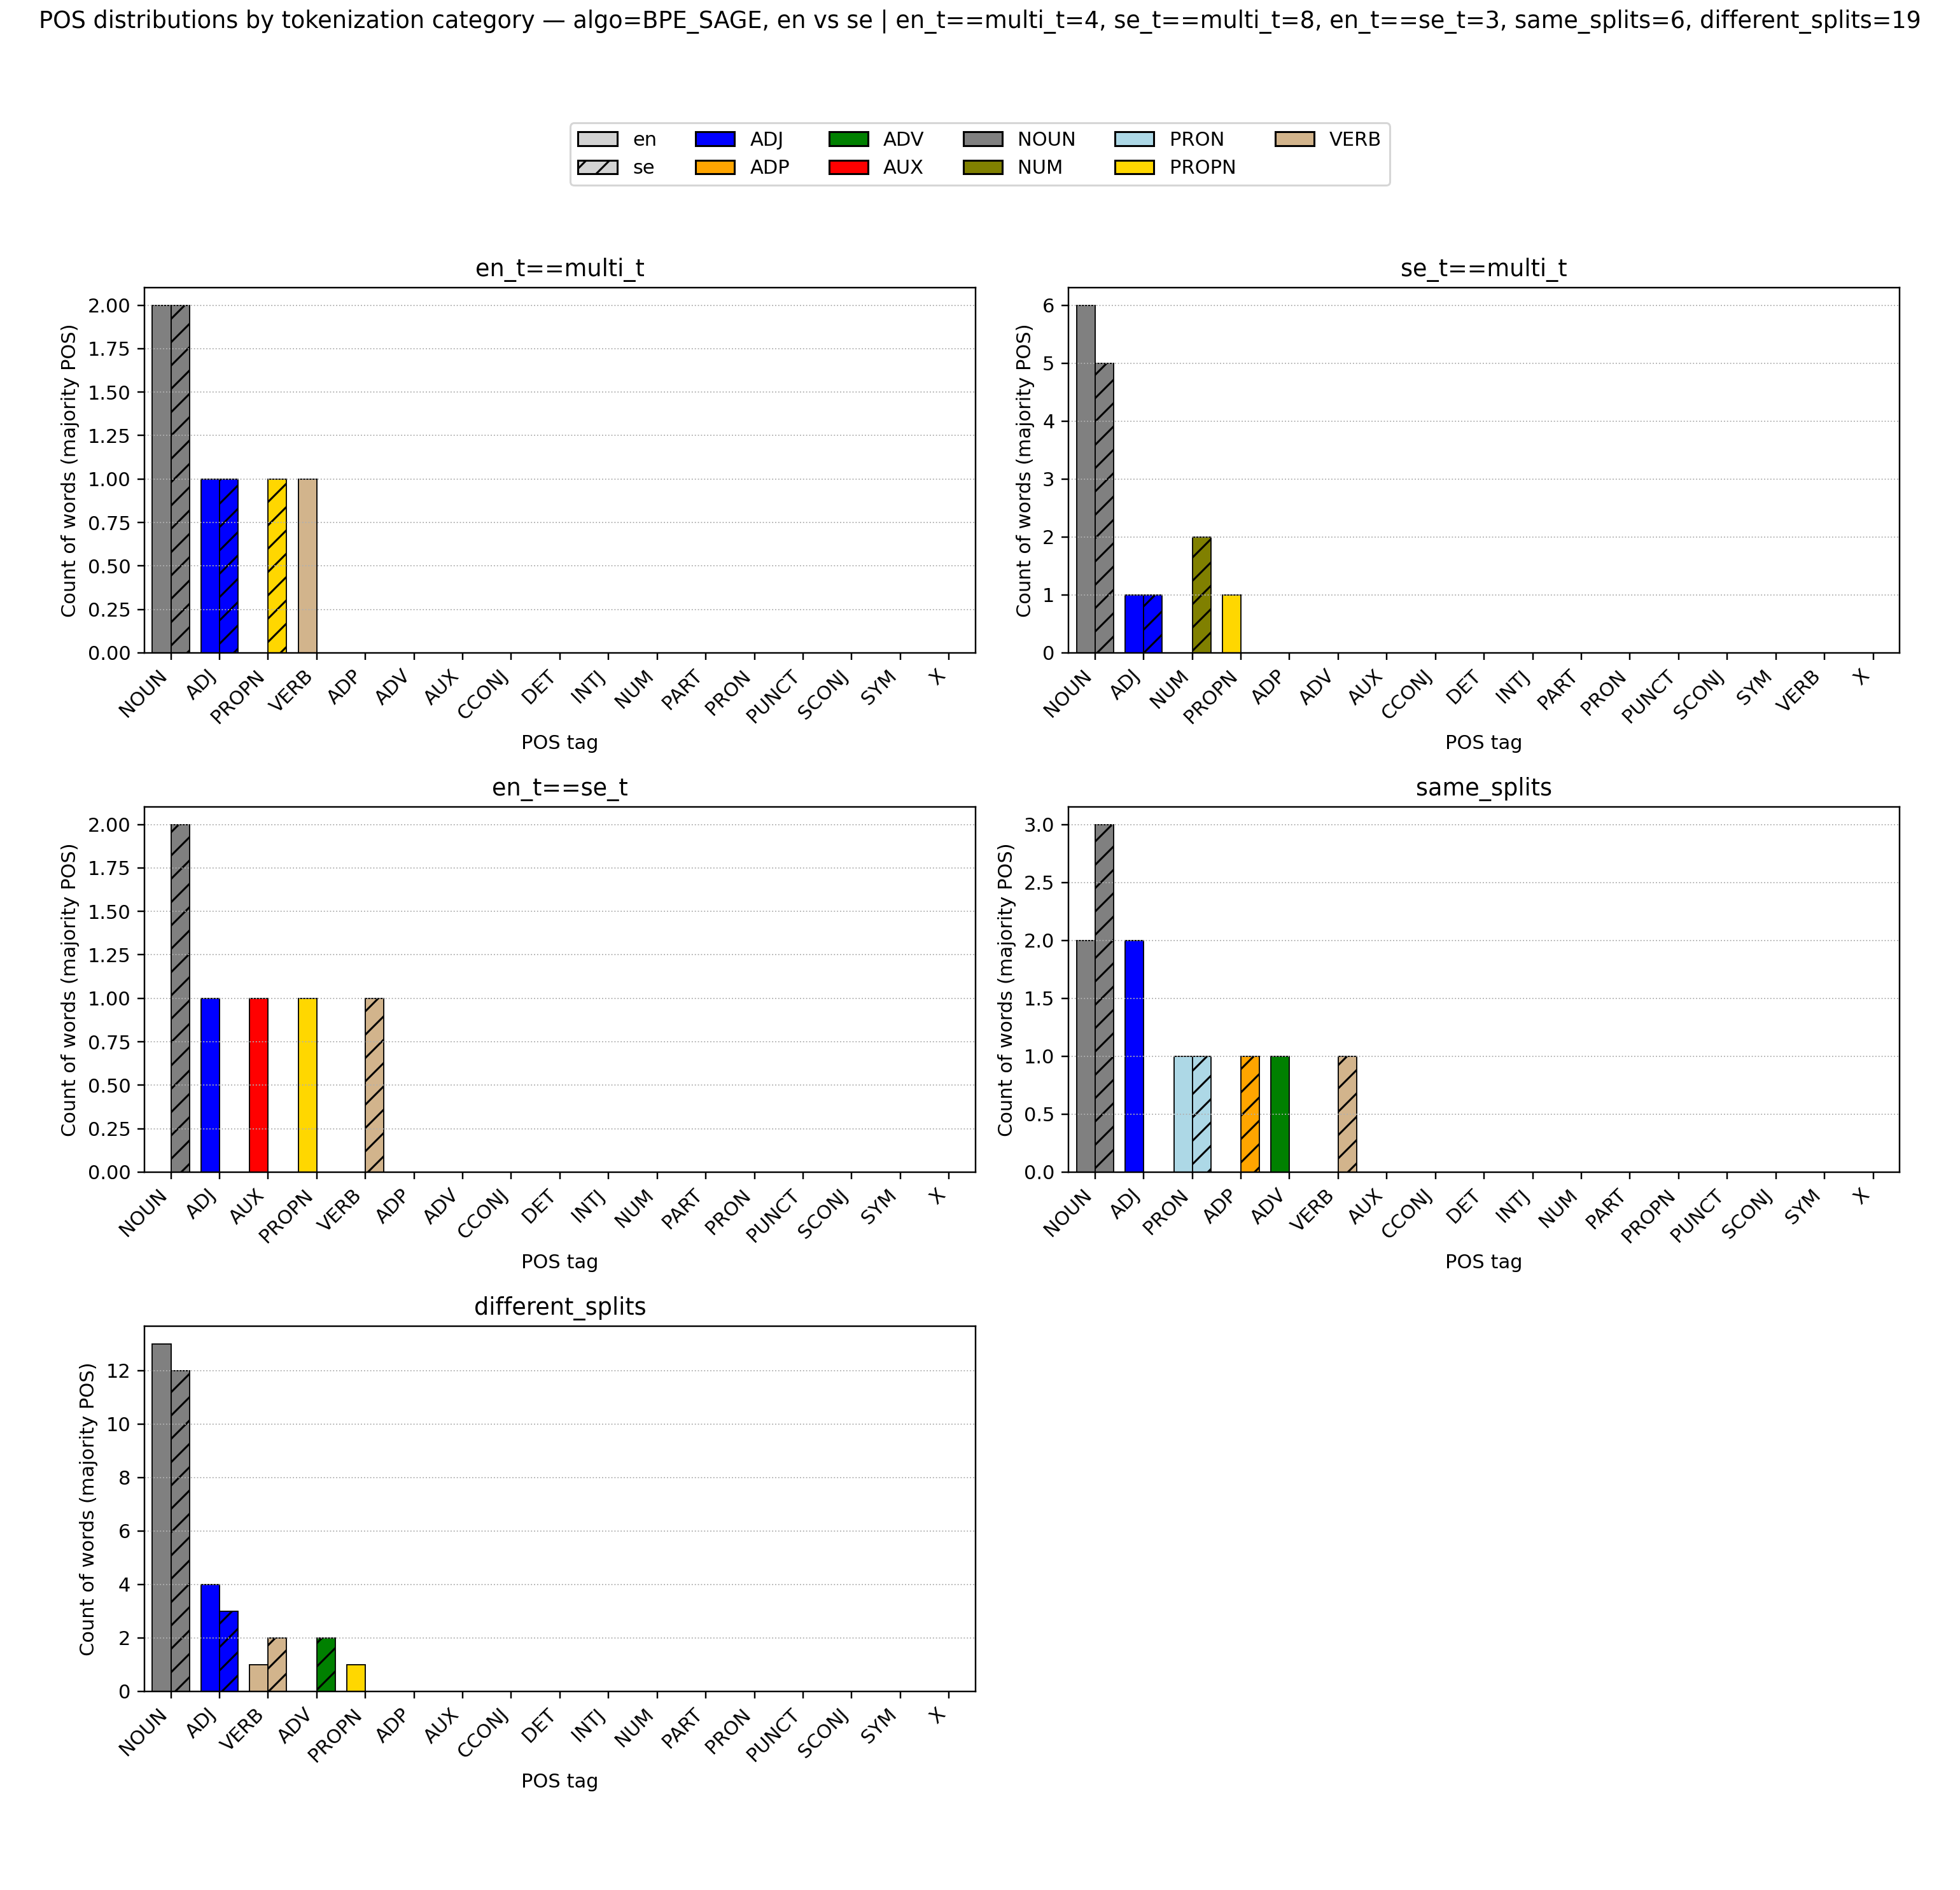 POS distributions by tokenization category — algo=BPE_SAGE, en vs se | en_t==multi_t=4, se_t==multi_t=8, en_t==se_t=3, same_splits=6, different_splits=19
en ADJ ADV NOUN PRON VERB
se ADP AUX NUM PROPN
en_t==multi_t
Count of words (majority POS)
2.00
1.75
1.50
1.25
1.00
0.75
0.50
0.25
0.00
NOUN ADJ PROPN VERB ADP ADV AUX CCONJ DET INTJ NUM PART PRON PUNCT SCONJ SYM X
POS tag
se_t==multi_t
Count of words (majority POS)
6
5
4
3
2
1
0
NOUN ADJ NUM PROPN ADP ADV AUX CCONJ DET INTJ PART PRON PUNCT SCONJ SYM VERB X
POS tag
en_t==se_t
Count of words (majority POS)
2.00
1.75
1.50
1.25
1.00
0.75
0.50
0.25
0.00
NOUN ADJ AUX PROPN VERB ADP ADV CCONJ DET INTJ NUM PART PRON PUNCT SCONJ SYM X
POS tag
same_splits
Count of words (majority POS)
3.0
2.5
2.0
1.5
1.0
0.5
0.0
NOUN ADJ PRON ADP ADV VERB AUX CCONJ DET INTJ NUM PART PROPN PUNCT SCONJ SYM X
POS tag
different_splits
Count of words (majority POS)
12
10
8
6
4
2
0
NOUN ADJ VERB ADV PROPN ADP AUX CCONJ DET INTJ NUM PART PRON PUNCT SCONJ SYM X
POS tag